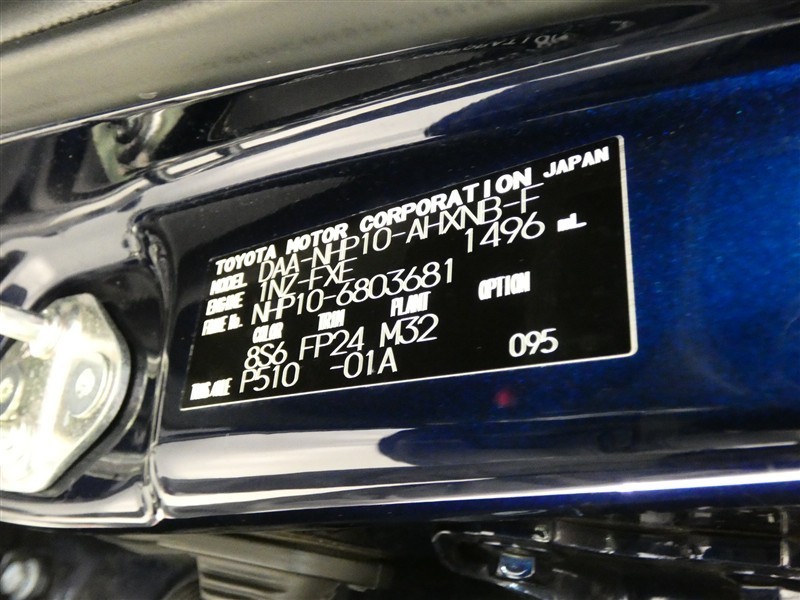 TOYOTA MOTOR CORPORATION JAPAN
MODEL DAA-NHP10-AHXNB-F
ENGINE 1NZ-FXE 1496 mL
FRAME No. NHP10-6803681
COLOR TRIM PLANT OPTION
8S6 FP24 M32
TRANS./AXLE P510 -01A 095